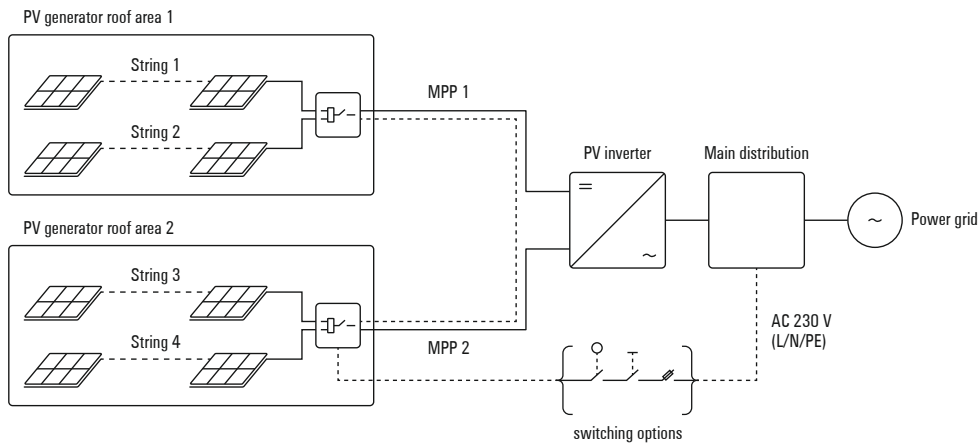 PV generator roof area 1
String 1
String 2
MPP 1
PV inverter
Main distribution
Power grid
PV generator roof area 2
String 3
String 4
MPP 2
AC 230 V
(L/N/PE)
switching options